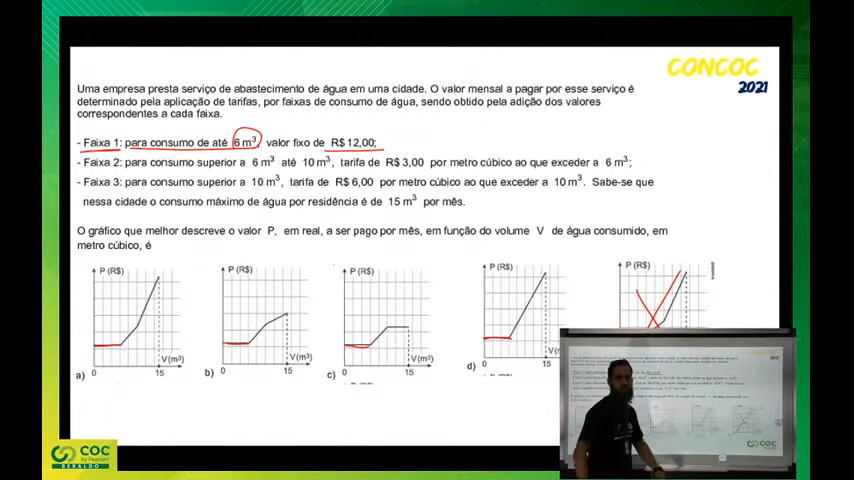 CONCOC
2021
Uma empresa presta serviço de abastecimento de água em uma cidade. O valor mensal a pagar por esse serviço é
determinado pela aplicação de tarifas, por faixas de consumo de água, sendo obtido pela adição dos valores
correspondentes a cada faixa.
- Faixa 1: para consumo de até 6 m³, valor fixo de R$ 12,00;
- Faixa 2: para consumo superior a 6 m³ até 10 m³, tarifa de R$ 3,00 por metro cúbico ao que exceder a 6 m³;
- Faixa 3: para consumo superior a 10 m³, tarifa de R$ 6,00 por metro cúbico ao que exceder a 10 m³. Sabe-se que
nessa cidade o consumo máximo de água por residência é de 15 m³ por mês.
O gráfico que melhor descreve o valor P, em real, a ser pago por mês, em função do volume V de água consumido, em
metro cúbico, é
P (R$) P (R$) P (R$) P (R$) P (R$)
V(m³) V(m³) V(m³) V(m
a) 0 15 b) 0 15 c) 0 15 d) 0 15
COC
by Pearson
BERALDO
COC